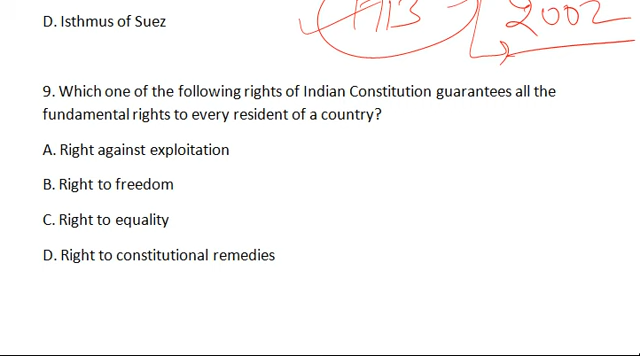 D. Isthmus of Suez
2002
9. Which one of the following rights of Indian Constitution guarantees all the
fundamental rights to every resident of a country?
A. Right against exploitation
B. Right to freedom
C. Right to equality
D. Right to constitutional remedies